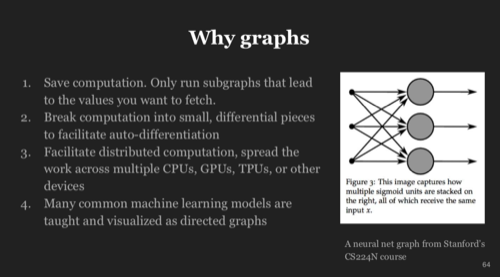 Why graphs
1. Save computation. Only run subgraphs that lead
to the values you want to fetch.
2. Break computation into small, differential pieces
to facilitate auto-differentiation
3. Facilitate distributed computation, spread the
work across multiple CPUs, GPUs, TPUs, or other
devices
4. Many common machine learning models are
taught and visualized as directed graphs
Figure 3: This image captures how
multiple sigmoid units are stacked on
the right, all of which receive the same
input x.
A neural net graph from Stanford's
CS224N course
64